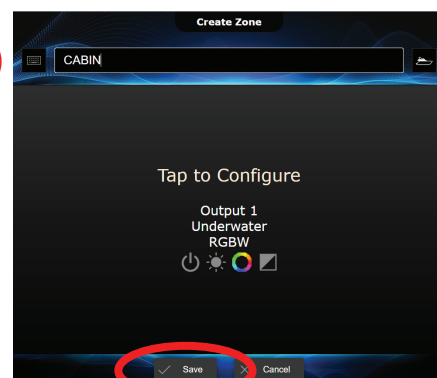 Create Zone
CABIN
Tap to Configure
Output 1
Underwater
RGBW
Save Cancel